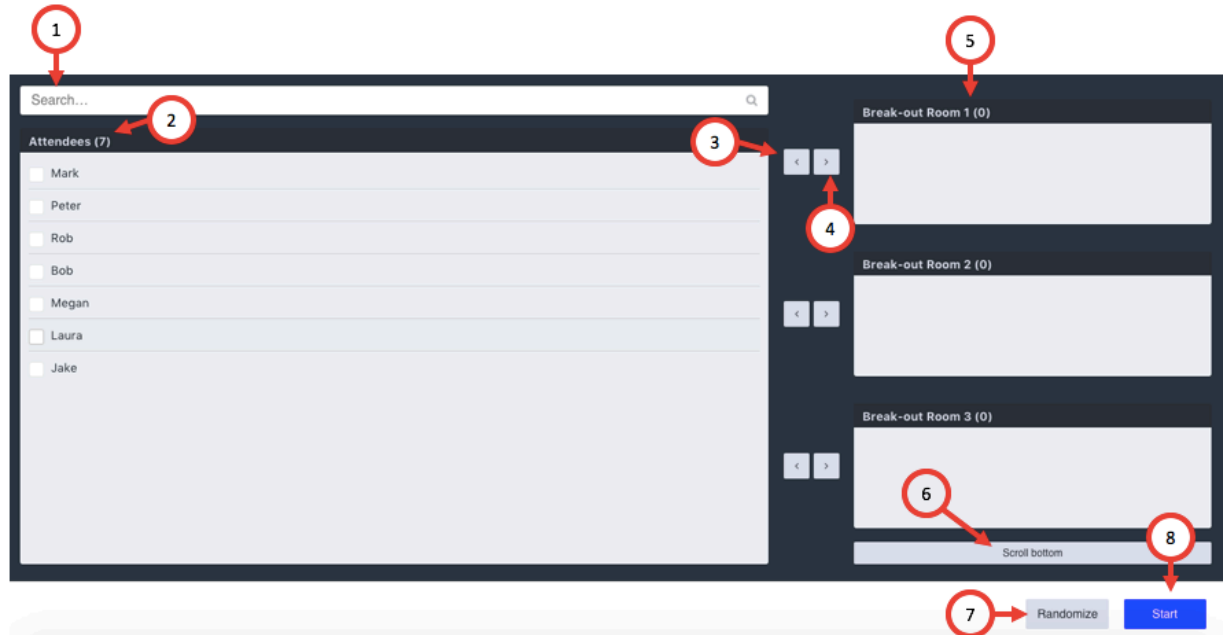 1
5
Search...
2
Break-out Room 1 (0)
Attendees (7)
3
< >
Mark
Peter
4
Rob
Break-out Room 2 (0)
Bob
Megan
< >
Laura
Jake
Break-out Room 3 (0)
< >
6
8
Scroll bottom
7
Randomize
Start